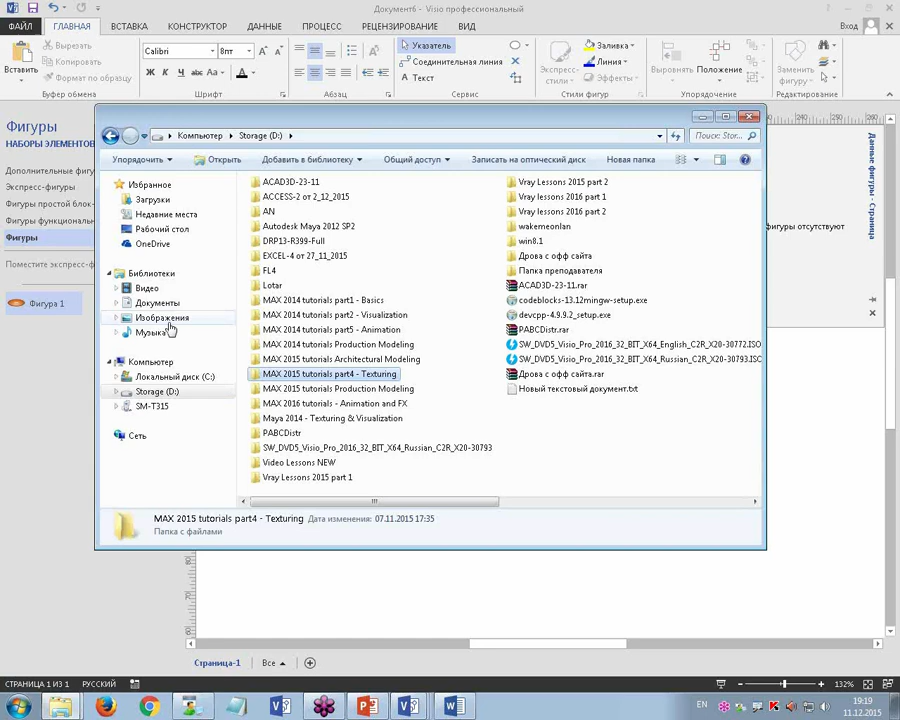 Документ6 - Visio профессиональный
ФАЙЛ ГЛАВНАЯ ВСТАВКА КОНСТРУКТОР ДАННЫЕ ПРОЦЕСС РЕЦЕНЗИРОВАНИЕ ВИД Вход
Вставить
Вырезать
Копировать
Формат по образцу
Буфер обмена
Calibri 8пт
Ж К Ч abc Aa A
Шрифт
Абзац
Указатель
Соединительная линия
Текст
Сервис
Экспресс-стили
Заливка
Линия
Эффекты
Стили фигур
Выровнять
Положение
Упорядочение
Заменить фигуру
Фигуры
НАБОРЫ ЭЛЕМЕНТОВ
Дополнительные фигуры
Экспресс-фигуры
Фигуры простой блок-
Фигуры функциональн
Фигуры
Поместите экспресс-ф
Фигура 1
Компьютер Storage (D:)
Поиск: Stor...
Упорядочить Открыть Добавить в библиотеку Общий доступ Записать на оптический диск Новая папка
Избранное
Загрузки
Недавние места
Рабочий стол
OneDrive
Библиотеки
Видео
Документы
Изображения
Музыка
Компьютер
Локальный диск (C:)
Storage (D:)
SM-T315
Сеть
ACAD3D-23-11
ACCESS-2 от 2_12_2015
AN
Autodesk Maya 2012 SP2
DRP13-R399-Full
EXCEL-4 от 27_11_2015
FL4
Lotar
MAX 2014 tutorials part1 - Basics
MAX 2014 tutorials part2 - Visualization
MAX 2014 tutorials part5 - Animation
MAX 2014 tutorials Production Modeling
MAX 2015 tutorials Architectural Modeling
MAX 2015 tutorials part4 - Texturing
MAX 2015 tutorials Production Modeling
MAX 2016 tutorials - Animation and FX
Maya 2014 - Texturing & Visualization
PABCDistr
SW_DVD5_Visio_Pro_2016_32_BIT_X64_Russian_C2R_X20-30793
Video Lessons NEW
Vray Lessons 2015 part 1
Vray Lessons 2015 part 2
Vray Lessons 2016 part 1
Vray Lessons 2016 part 2
wakemeonlan
win8.1
Дрова с офф сайта
Папка преподавателя
ACAD3D-23-11.rar
codeblocks-13.12mingw-setup.exe
devcpp-4.9.9.2_setup.exe
PABCDistr.rar
SW_DVD5_Visio_Pro_2016_32_BIT_X64_English_C2R_X20-30772.ISO
SW_DVD5_Visio_Pro_2016_32_BIT_X64_Russian_C2R_X20-30793.ISO
Дрова с офф сайта.rar
Новый текстовый документ.txt
MAX 2015 tutorials part4 - Texturing Дата изменения: 07.11.2015 17:35
Папка с файлами
Данные фигуры - Страница
фигуры отсутствуют
Страница-1 Все
СТРАНИЦА 1 ИЗ 1 РУССКИЙ 132%
EN 19:19
11.12.2015